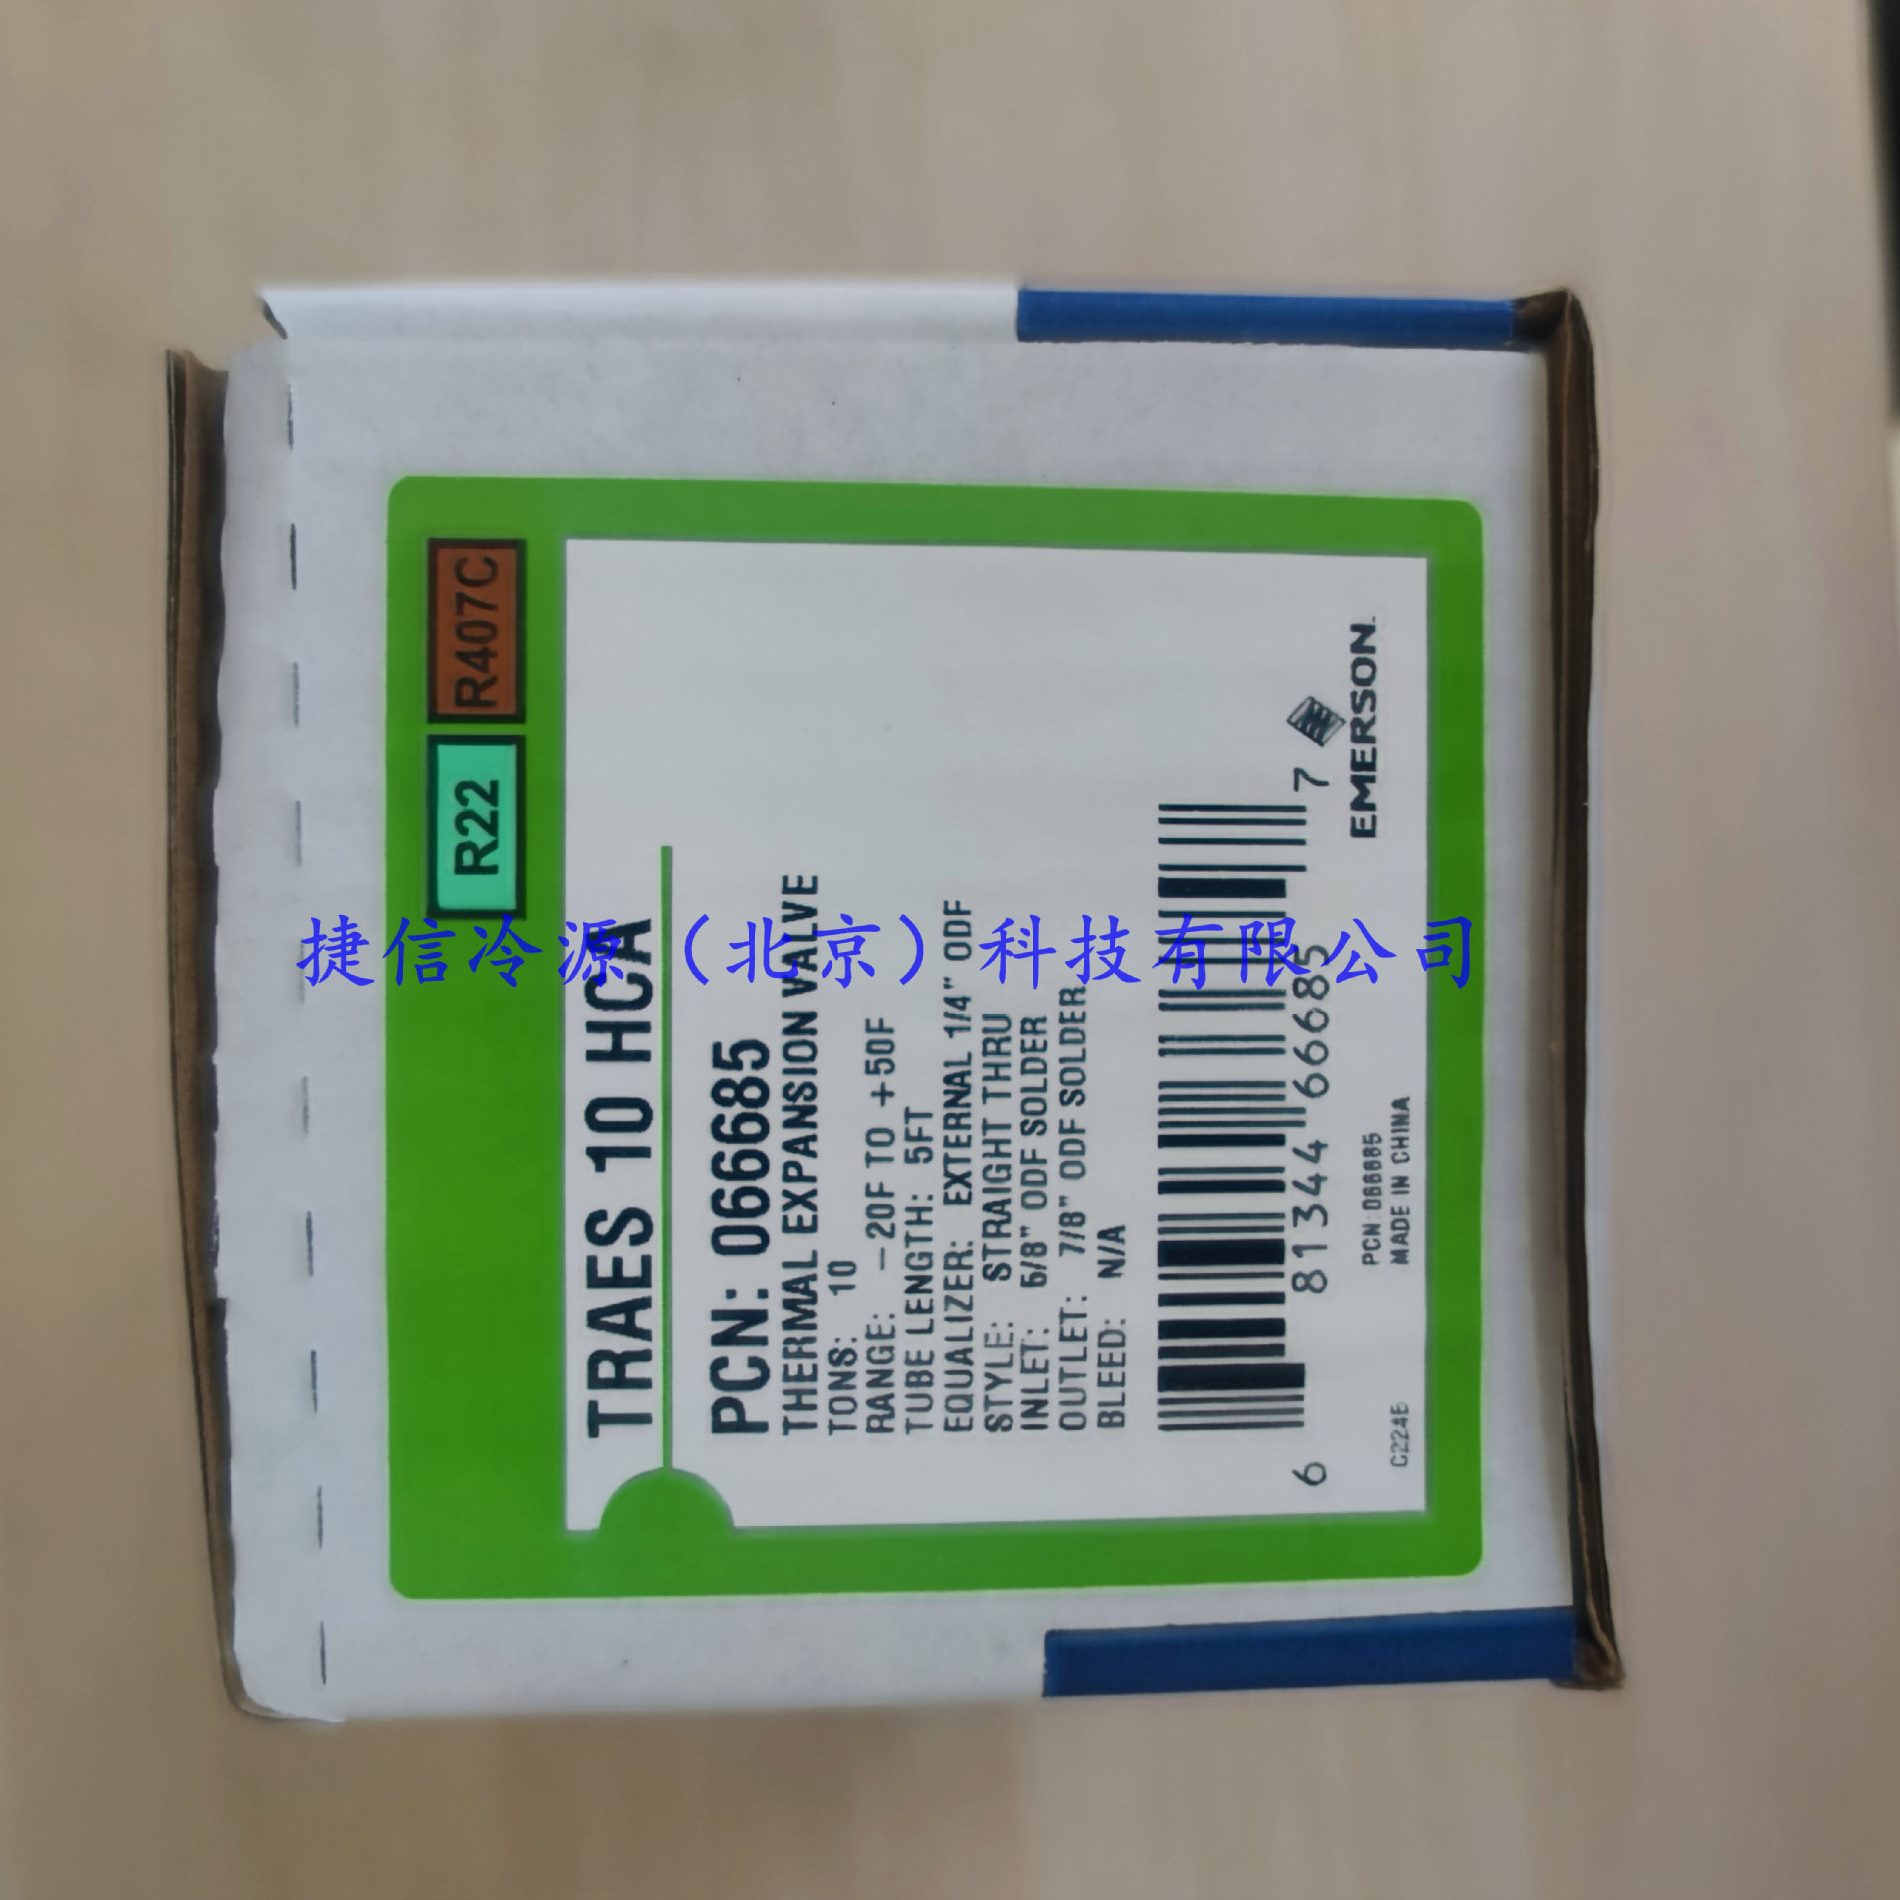 R22 R407C
TRAES 10 HCA
PCN: 066685
THERMAL EXPANSION VALVE
TONS: 10
RANGE: -20F TO +50F
TUBE LENGTH: 5FT
EQUALIZER: EXTERNAL 1/4" ODF
STYLE: STRAIGHT THRU
INLET: 5/8" ODF SOLDER
OUTLET: 7/8" ODF SOLDER
BLEED: N/A
6 81344 66685 7
EMERSON.
PCN:066685
C2245 MADE IN CHINA
捷信冷源（北京）科技有限公司